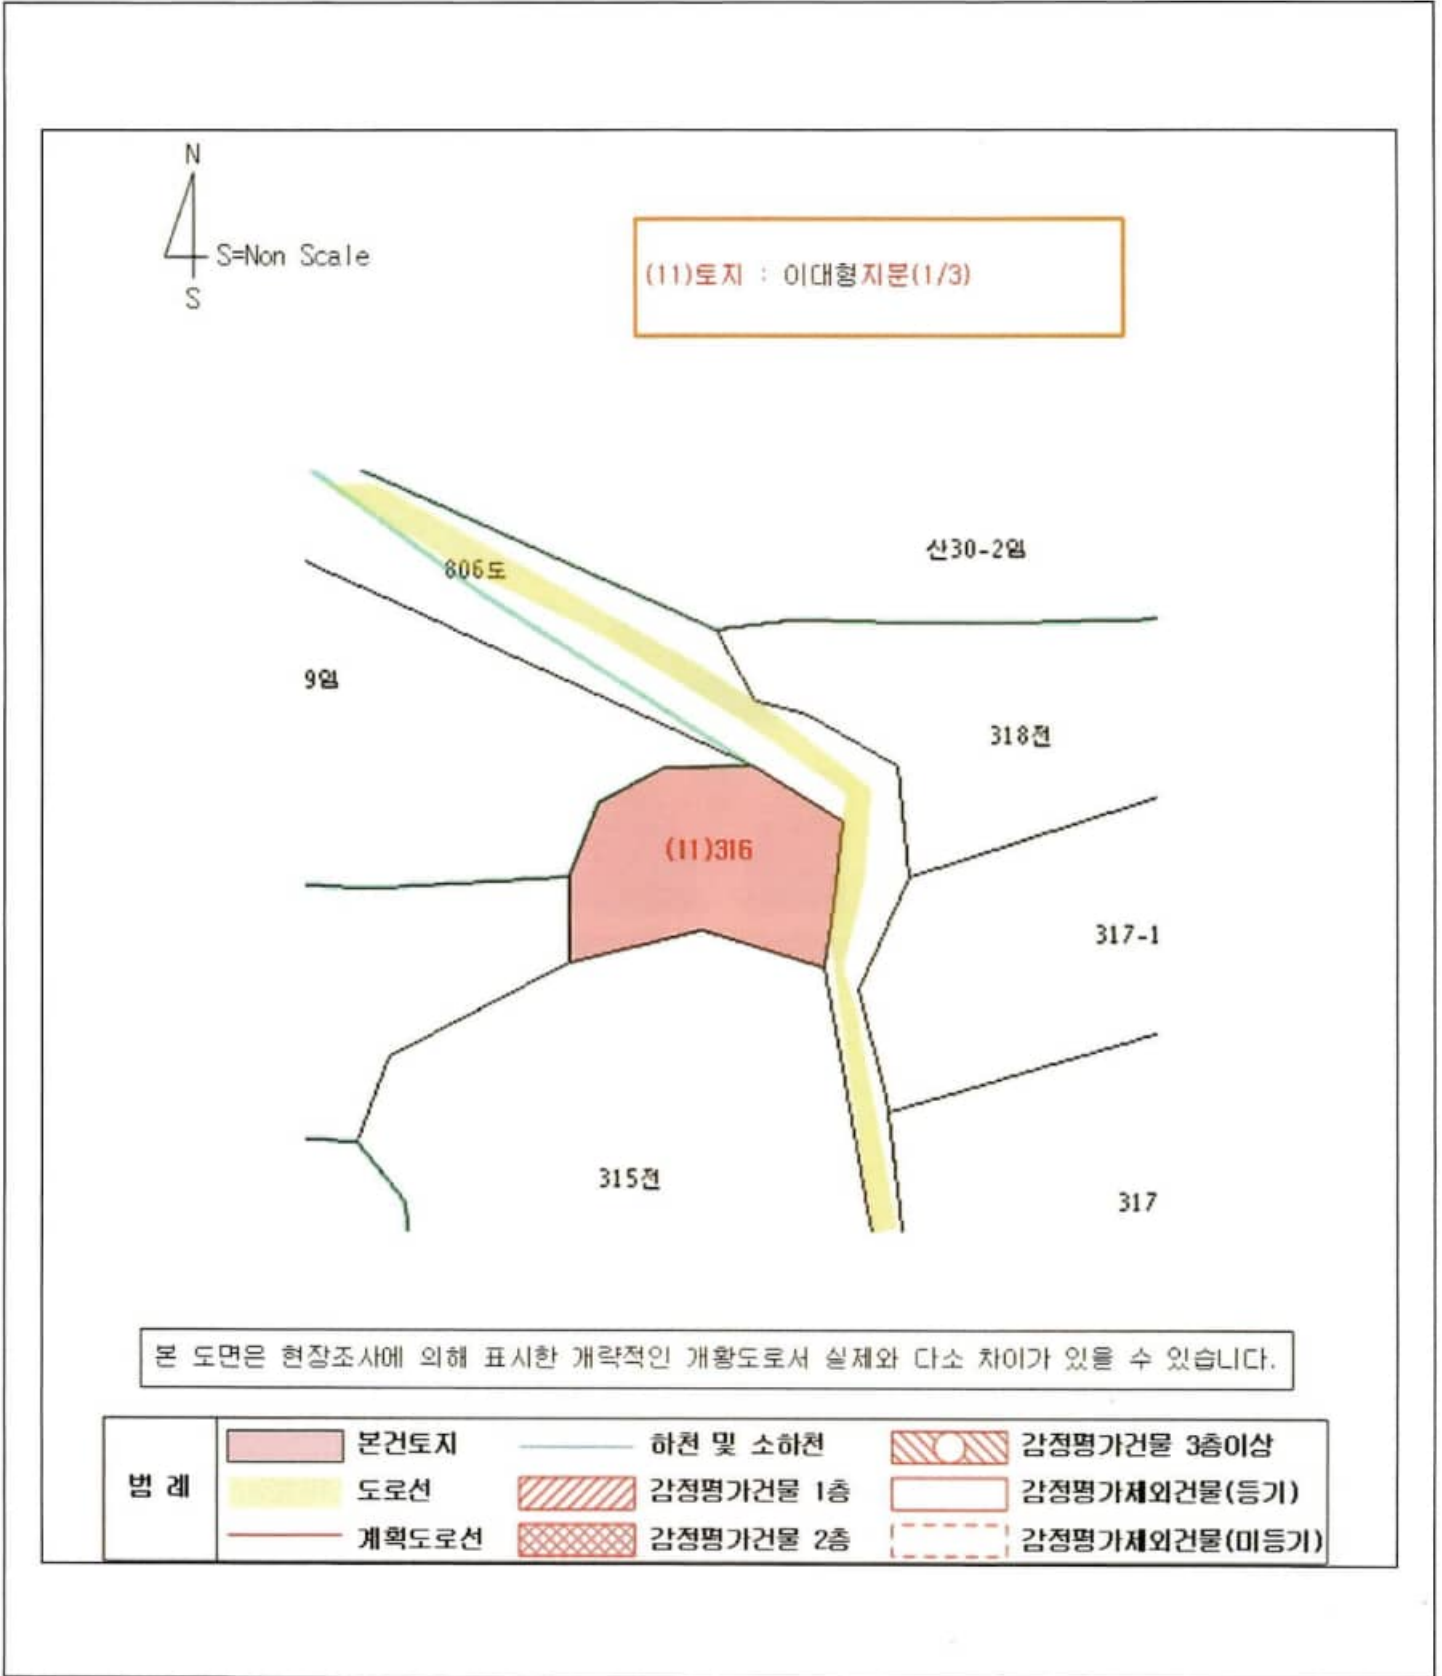 N
S=Non Scale
S
(11)토지 : 이대형지분(1/3)
산30-2임
806도
9임
318전
(11)316
317-1
315전
317
본 도면은 현장조사에 의해 표시한 개략적인 개황도로서 실제와 다소 차이가 있을 수 있습니다.
범 례
본건토지
하천 및 소하천
감정평가건물 3층이상
도로선
감정평가건물 1층
감정평가제외건물(등기)
계획도로선
감정평가건물 2층
감정평가제외건물(미등기)